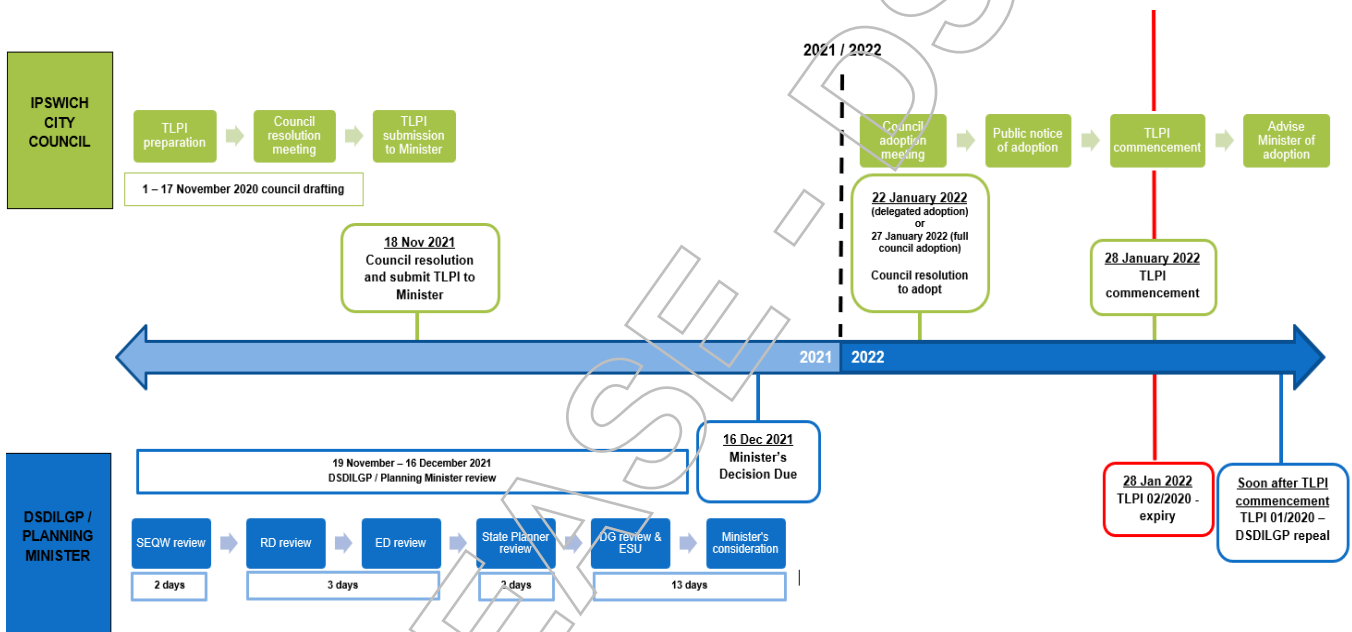 2021 / 2022
IPSWICH
CITY
COUNCIL
TLPI
preparation
Council
resolution
meeting
TLPI
submission
to Minister
Council
adoption
meeting
Public notice
of adoption
TLPI
commencement
Advise
Minister of
adoption
1 – 17 November 2020 council drafting
18 Nov 2021
Council resolution
and submit TLPI to
Minister
22 January 2022
(delegated adoption)
or
27 January 2022 (full
council adoption)
Council resolution
to adopt
28 January 2022
TLPI
commencement
2021
2022
16 Dec 2021
Minister's
Decision Due
19 November – 16 December 2021
DSDILGP / Planning Minister review
28 Jan 2022
TLPI 02/2020 -
expiry
Soon after TLPI
commencement
TLPI 01/2020 –
DSDILGP repeal
DSDILGP /
PLANNING
MINISTER
SEQW review
RD review
ED review
State Planner
review
DG review &
ESU
Minister's
consideration
2 days
3 days
2 days
13 days
EASE - DS